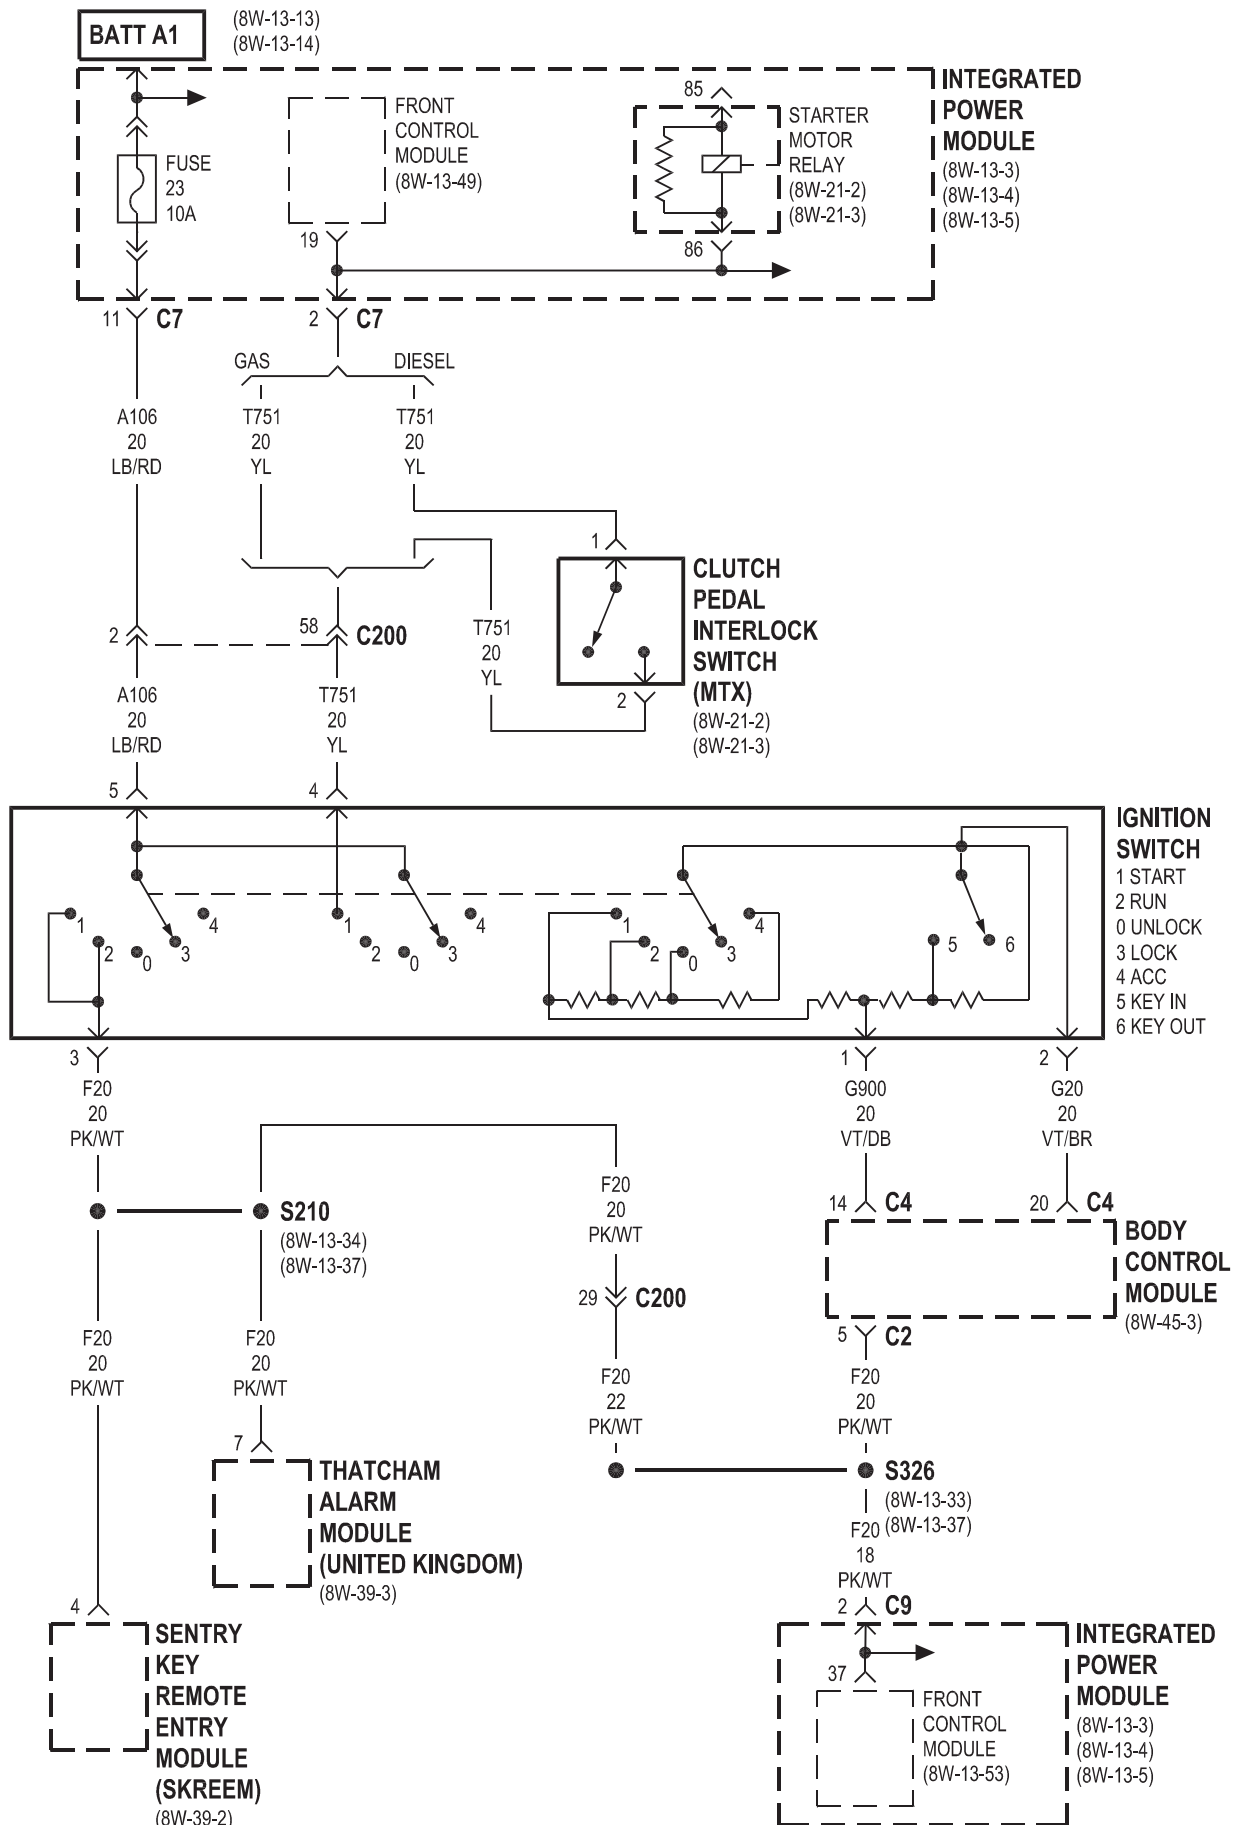 BATT A1
(8W-13-13)
(8W-13-14)
INTEGRATED
POWER
MODULE
(8W-13-3)
(8W-13-4)
(8W-13-5)
FUSE
23
10A
FRONT
CONTROL
MODULE
(8W-13-49)
19
85
STARTER
MOTOR
RELAY
(8W-21-2)
(8W-21-3)
86
11
C7
2
C7
GAS
DIESEL
A106
20
LB/RD
T751
20
YL
T751
20
YL
1
CLUTCH
PEDAL
INTERLOCK
SWITCH
(MTX)
(8W-21-2)
(8W-21-3)
2
T751
20
YL
2
58
C200
A106
20
LB/RD
T751
20
YL
5
4
IGNITION
SWITCH
1 START
2 RUN
0 UNLOCK
3 LOCK
4 ACC
5 KEY IN
6 KEY OUT
1
2
0
3
4
1
2
0
3
4
1
2
0
3
4
5
6
3
1
2
F20
20
PK/WT
G900
20
VT/DB
G20
20
VT/BR
S210
(8W-13-34)
(8W-13-37)
F20
20
PK/WT
14
C4
20
C4
BODY
CONTROL
MODULE
(8W-45-3)
29
C200
5
C2
F20
20
PK/WT
F20
20
PK/WT
F20
22
PK/WT
F20
20
PK/WT
7
THATCHAM
ALARM
MODULE
(UNITED KINGDOM)
(8W-39-3)
S326
(8W-13-33)
(8W-13-37)
F20
18
PK/WT
4
SENTRY
KEY
REMOTE
ENTRY
MODULE
(SKREEM)
(8W-39-2)
2
C9
37
FRONT
CONTROL
MODULE
(8W-13-53)
INTEGRATED
POWER
MODULE
(8W-13-3)
(8W-13-4)
(8W-13-5)